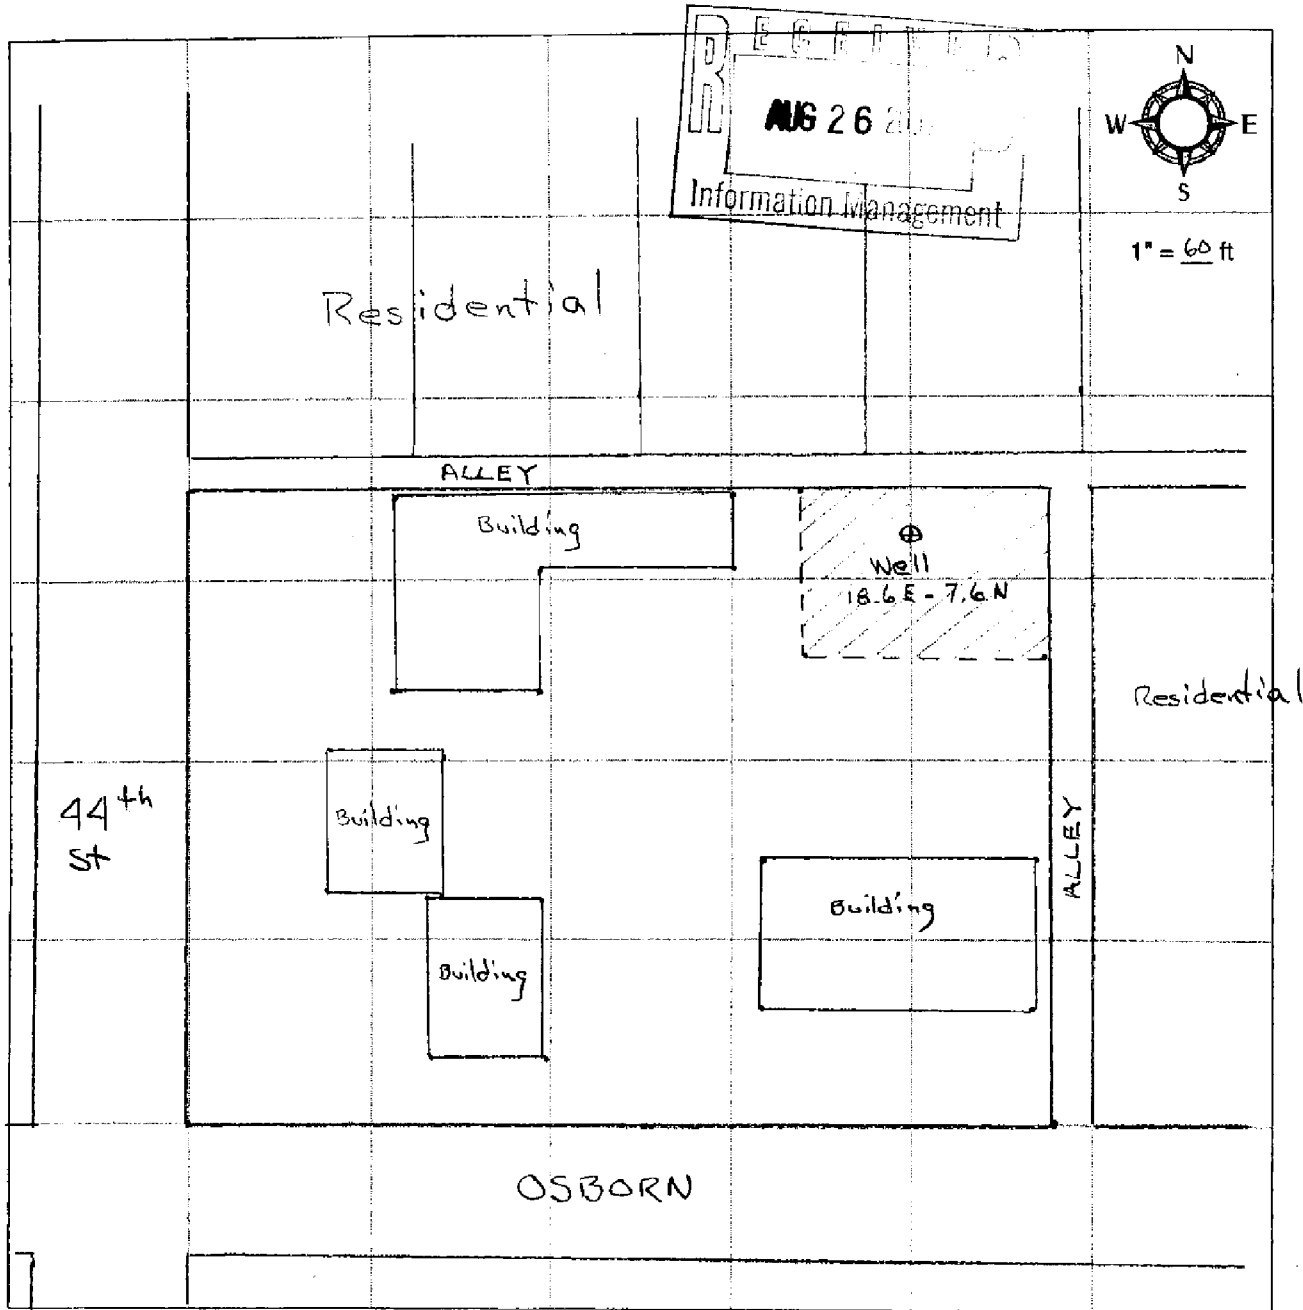 RECEIVED
AUG 26
Information Management
N
W E
S
1" = 60 ft
Residential
ALLEY
Building
Well
18.6 E - 7.6 N
Residential
44th
St
Building
ALLEY
Building
Building
OSBORN